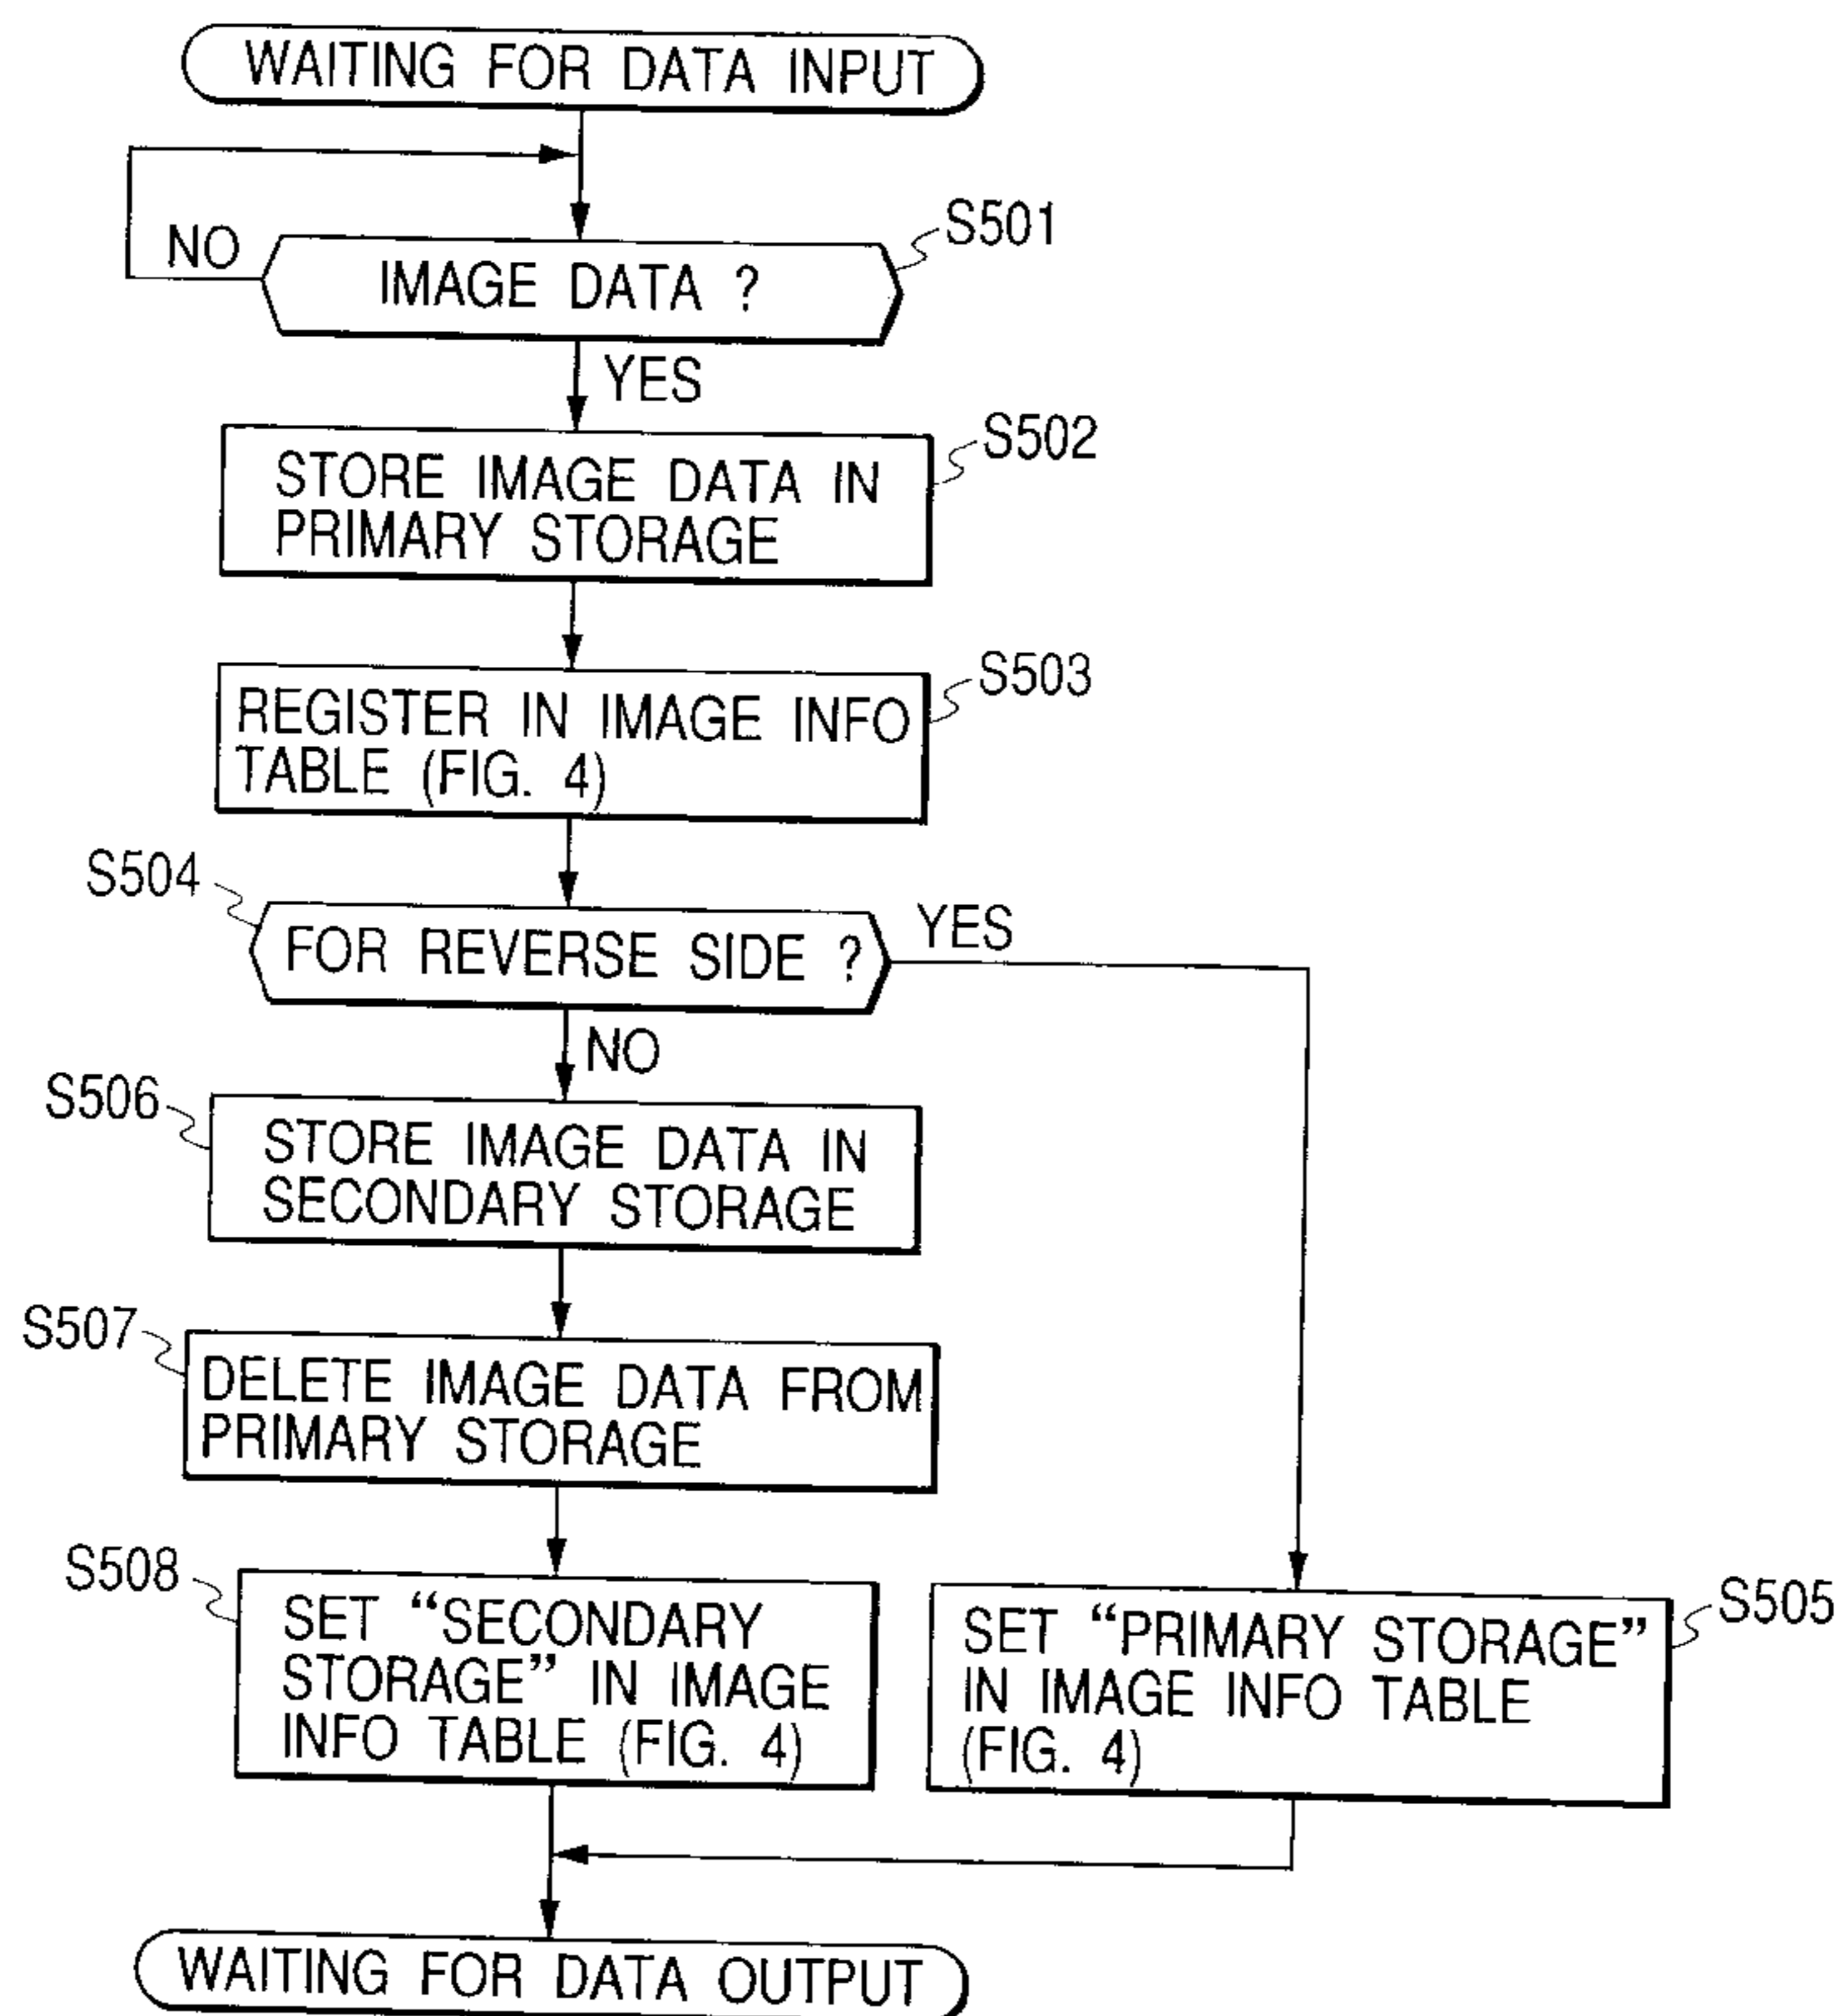 WAITING FOR DATA INPUT
NO
IMAGE DATA ?
S501
YES
STORE IMAGE DATA IN
PRIMARY STORAGE
S502
REGISTER IN IMAGE INFO
TABLE (FIG. 4)
S503
S504
FOR REVERSE SIDE ?
YES
NO
S506
STORE IMAGE DATA IN
SECONDARY STORAGE
S507
DELETE IMAGE DATA FROM
PRIMARY STORAGE
S508
SET “SECONDARY
STORAGE” IN IMAGE
INFO TABLE (FIG. 4)
SET “PRIMARY STORAGE”
IN IMAGE INFO TABLE
(FIG. 4)
S505
WAITING FOR DATA OUTPUT